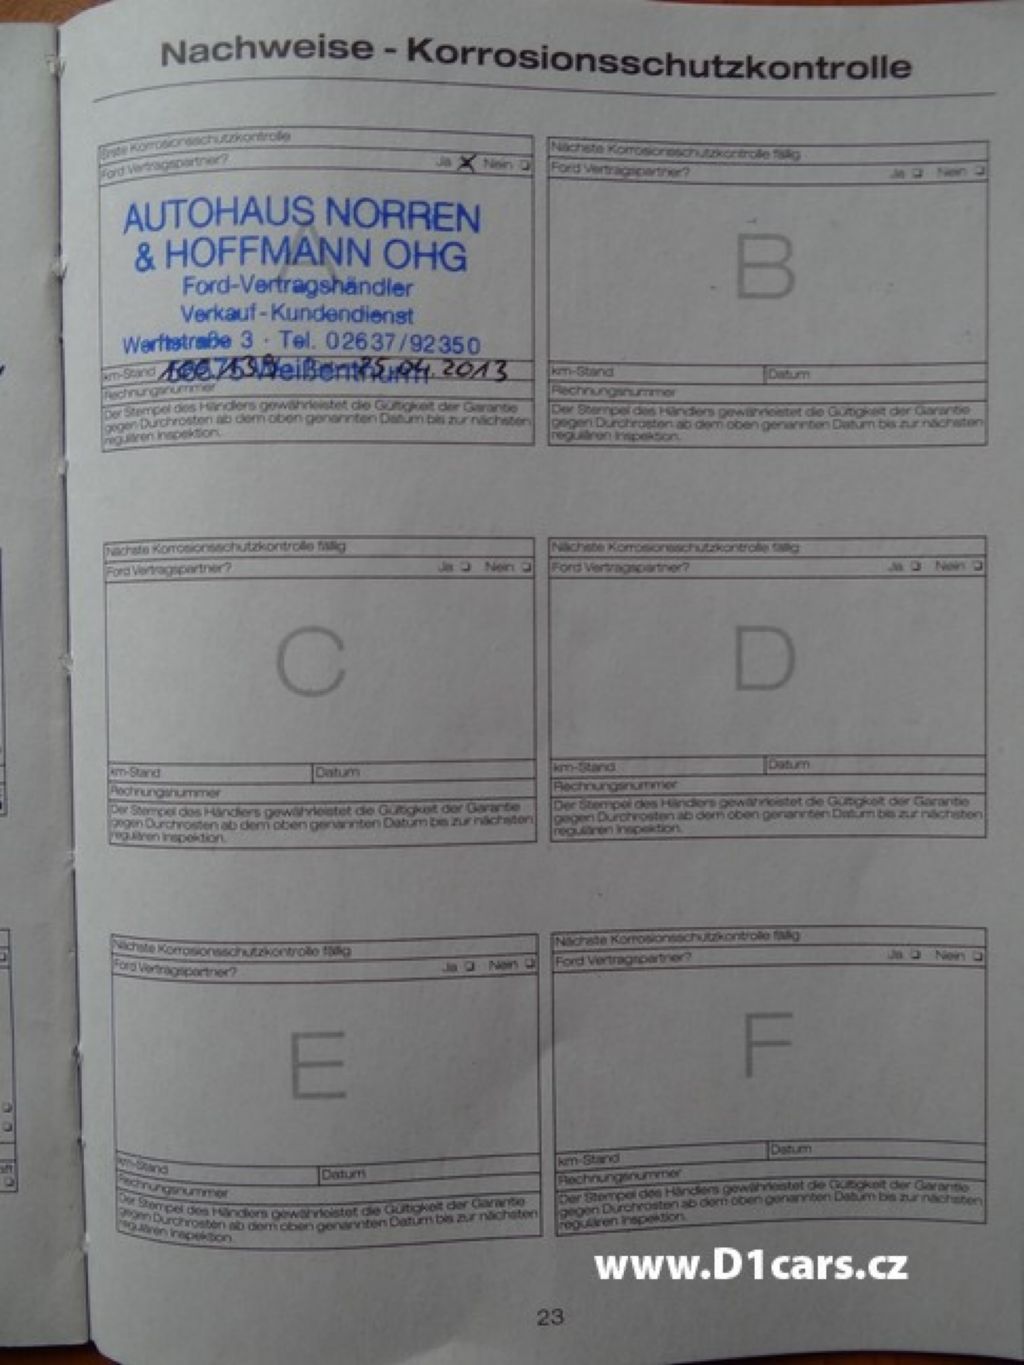 Nachweise - Korrosionsschutzkontrolle
Erste Korrosionsschutzkontrolle
Ford Vertragspartner? Ja Nein
A
AUTOHAUS NORREN
& HOFFMANN OHG
Ford-Vertragshändler
Verkauf - Kundendienst
Werftstraße 3 · Tel. 02637/92350
Weißenthurm
km-Stand 25.04.2013
Rechnungsnummer
Der Stempel des Händlers gewährleistet die Gültigkeit der Garantie
gegen Durchrosten ab dem oben genannten Datum bis zur nächsten
regulären Inspektion.
Nächste Korrosionsschutzkontrolle fällig
Ford Vertragspartner? Ja Nein
B
km-Stand Datum
Rechnungsnummer
Der Stempel des Händlers gewährleistet die Gültigkeit der Garantie
gegen Durchrosten ab dem oben genannten Datum bis zur nächsten
regulären Inspektion.
Nächste Korrosionsschutzkontrolle fällig
Ford Vertragspartner? Ja Nein
C
km-Stand Datum
Rechnungsnummer
Der Stempel des Händlers gewährleistet die Gültigkeit der Garantie
gegen Durchrosten ab dem oben genannten Datum bis zur nächsten
regulären Inspektion.
Nächste Korrosionsschutzkontrolle fällig
Ford Vertragspartner? Ja Nein
D
km-Stand Datum
Rechnungsnummer
Der Stempel des Händlers gewährleistet die Gültigkeit der Garantie
gegen Durchrosten ab dem oben genannten Datum bis zur nächsten
regulären Inspektion.
Nächste Korrosionsschutzkontrolle fällig
Ford Vertragspartner? Ja Nein
E
km-Stand Datum
Rechnungsnummer
Der Stempel des Händlers gewährleistet die Gültigkeit der Garantie
gegen Durchrosten ab dem oben genannten Datum bis zur nächsten
regulären Inspektion.
Nächste Korrosionsschutzkontrolle fällig
Ford Vertragspartner? Ja Nein
F
km-Stand Datum
Rechnungsnummer
Der Stempel des Händlers gewährleistet die Gültigkeit der Garantie
gegen Durchrosten ab dem oben genannten Datum bis zur nächsten
regulären Inspektion.
www.D1cars.cz
23